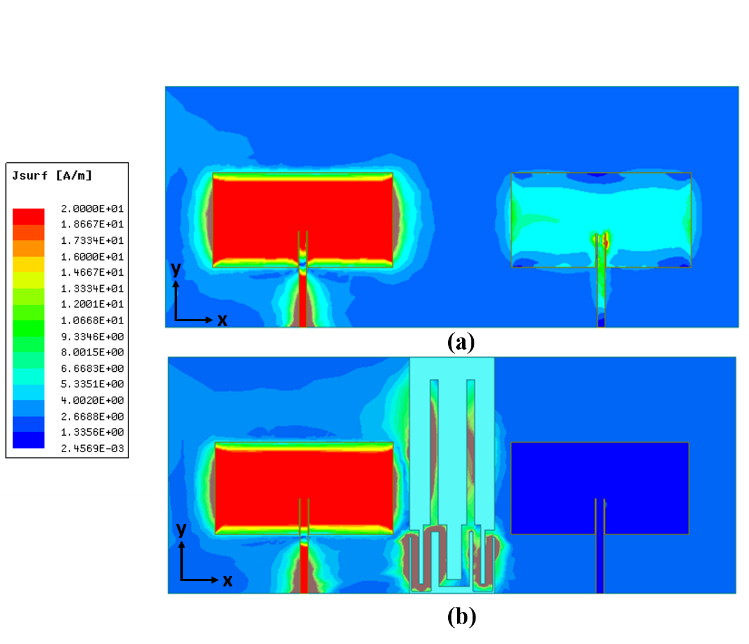 Jsurf [A/m]
2.0000E+01
1.8667E+01
1.7334E+01
1.6000E+01
1.4667E+01
1.3334E+01
1.2001E+01
1.0668E+01
9.3346E+00
8.0015E+00
6.6683E+00
5.3351E+00
4.0020E+00
2.6688E+00
1.3356E+00
2.4569E-03
y
x
(a)
y
x
(b)